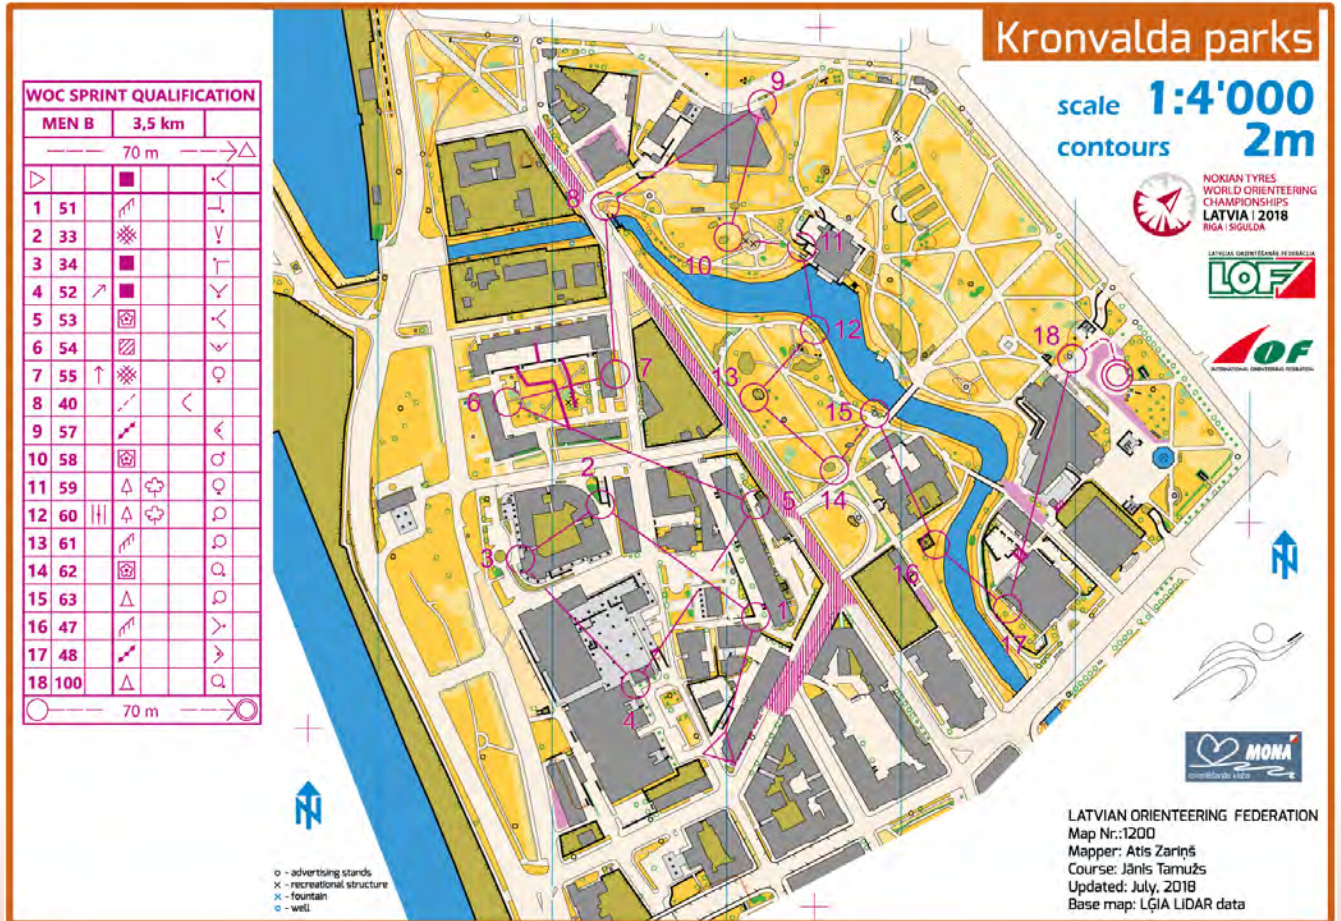 Kronvalda parks
scale 1:4'000
contours 2m
NOKIAN TYRES
WORLD ORIENTEERING
CHAMPIONSHIPS
LATVIA | 2018
RIGA | SIGULDA
LATVIJAS ORIENTĒŠANĀS FEDERĀCIJA
LOF
IOF
INTERNATIONAL ORIENTEERING FEDERATION
WOC SPRINT QUALIFICATION
MEN B 3,5 km
70 m
1 51
2 33
3 34
4 52
5 53
6 54
7 55
8 40
9 57
10 58
11 59
12 60
13 61
14 62
15 63
16 47
17 48
18 100
70 m
9
8
10
11
12
18
7
6
13
15
2
5
14
3
16
1
17
4
N
N
MONA
orientēšanās klubs
o - advertising stands
x - recreational structure
x - fountain
o - well
LATVIAN ORIENTEERING FEDERATION
Map Nr.:1200
Mapper: Atis Zariņš
Course: Jānis Tamužs
Updated: July, 2018
Base map: LĢIA LiDAR data